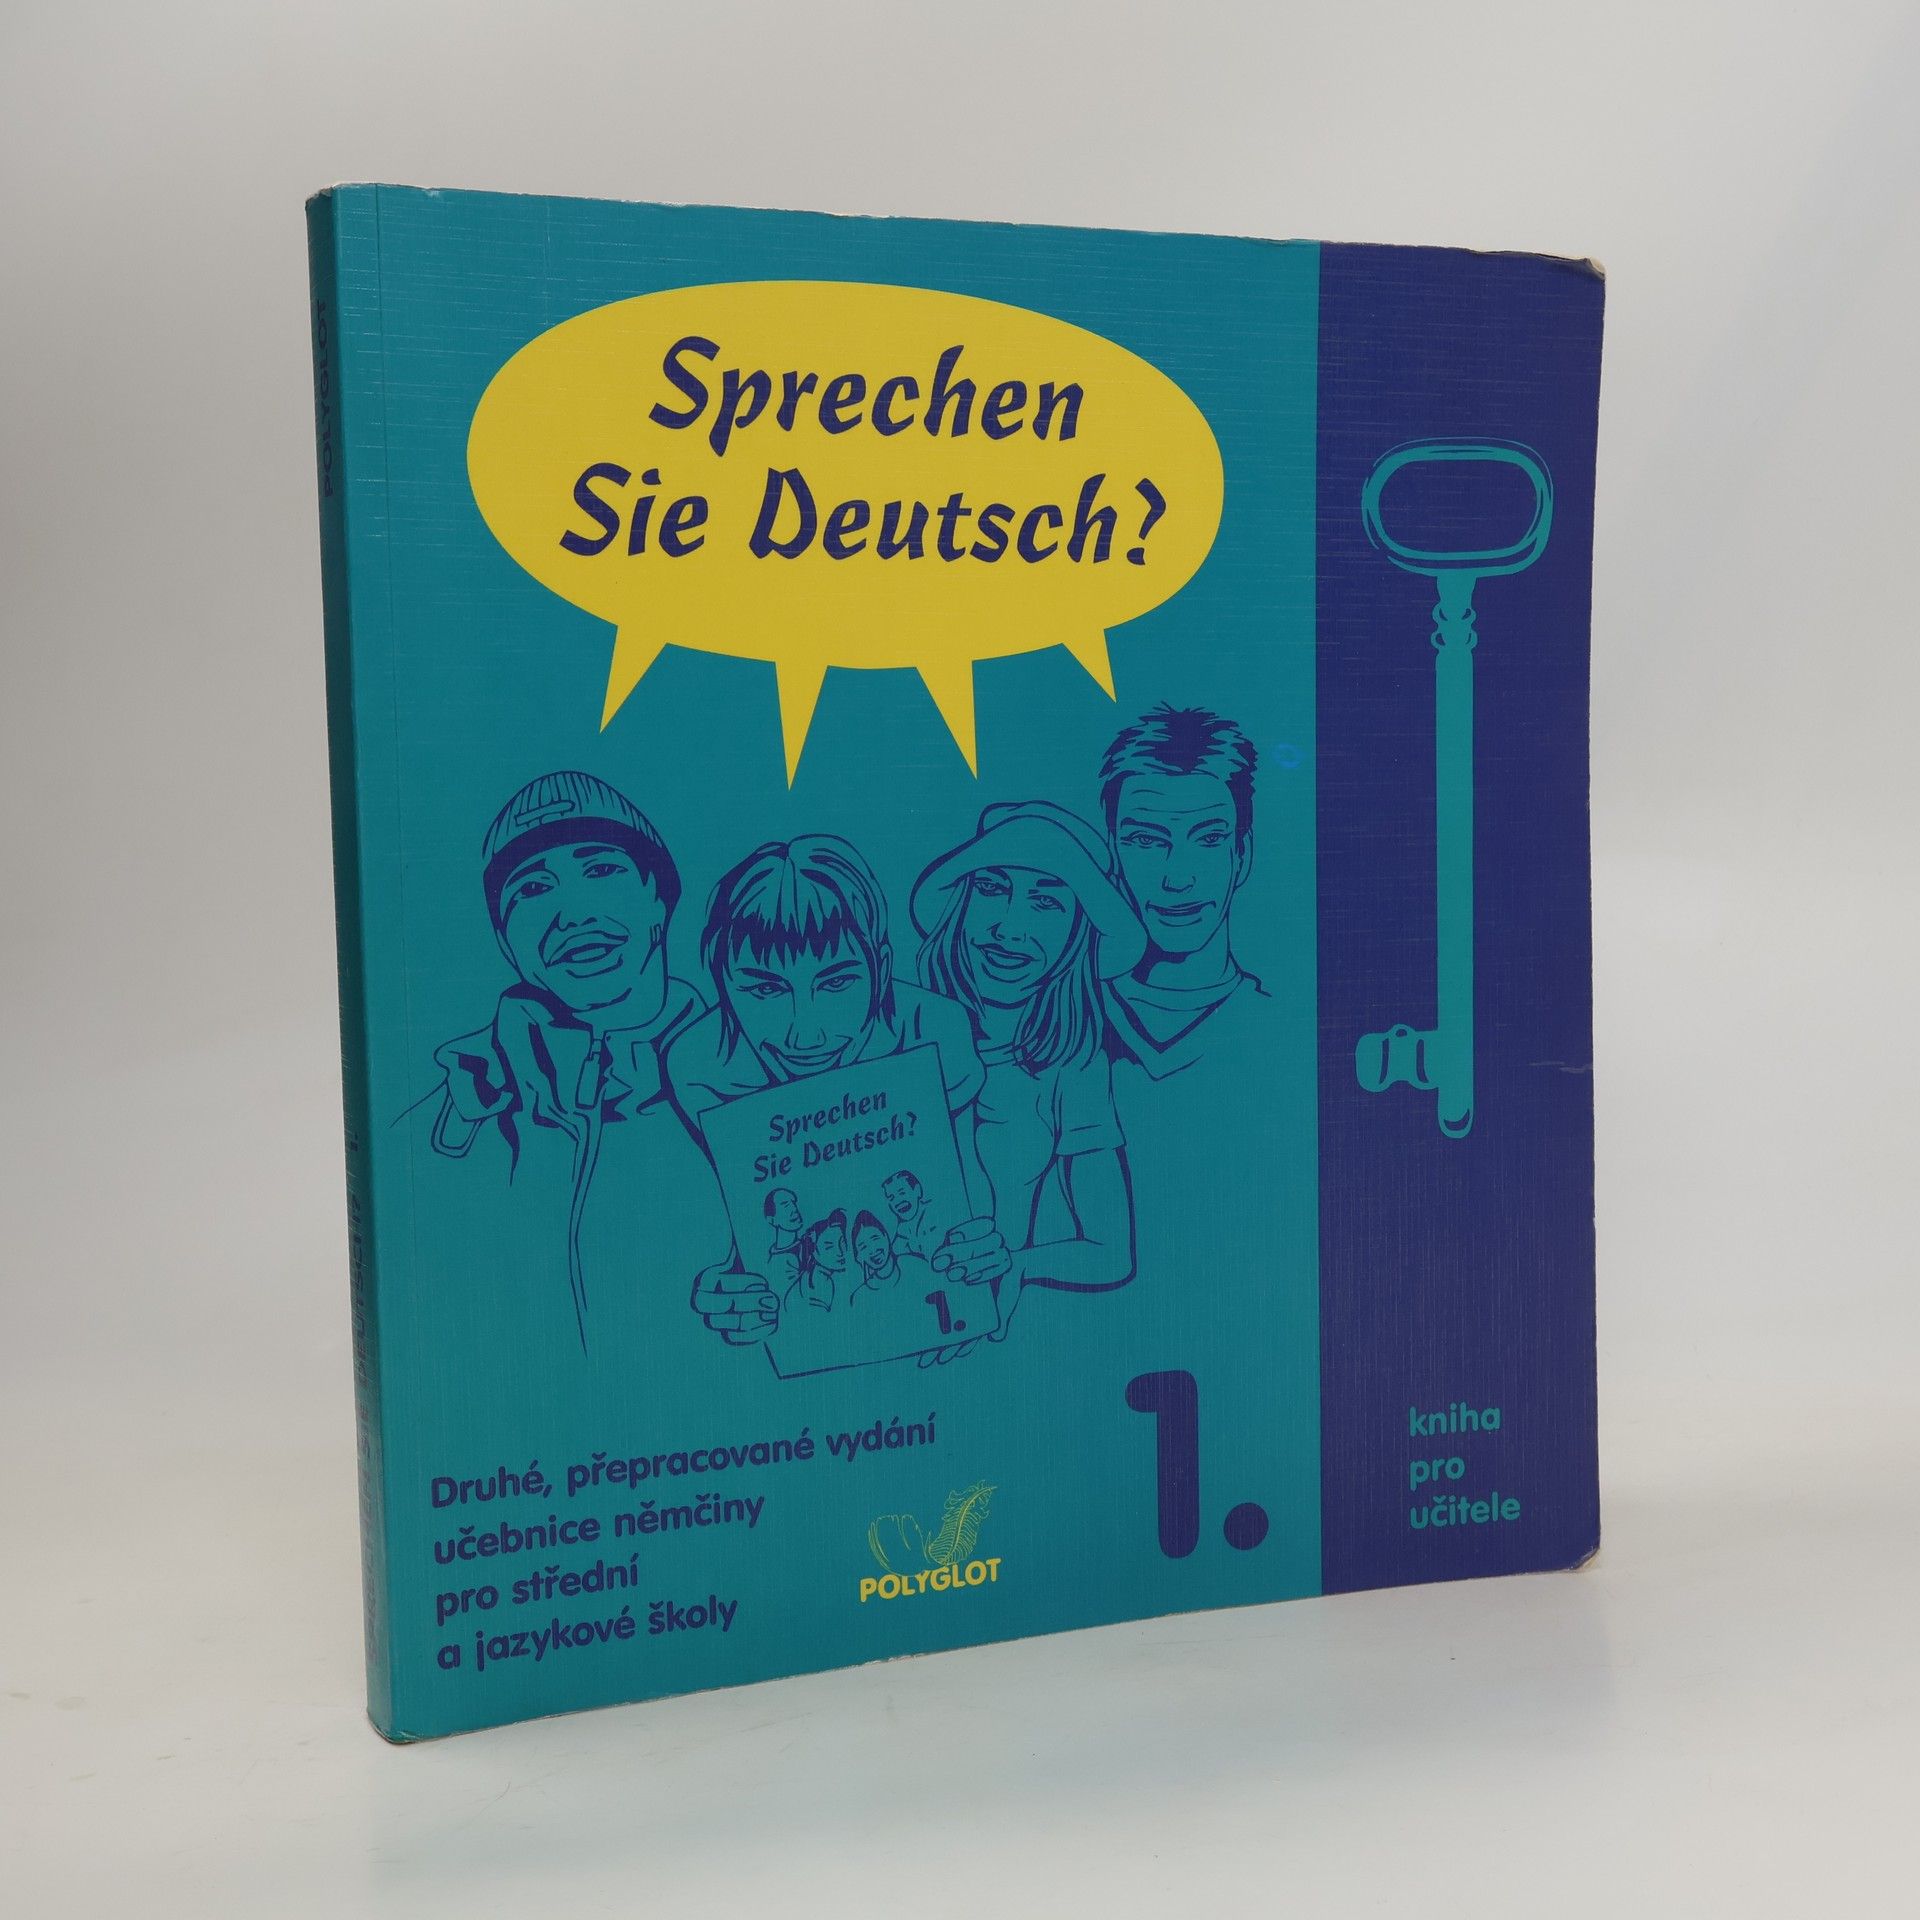 POLYGLOT
Sprechen
Sie Deutsch?
Sprechen
Sie Deutsch?
1.
1.
Druhé, přepracované vydání
učebnice němčiny
pro střední
a jazykové školy
POLYGLOT
kniha
pro
učitele